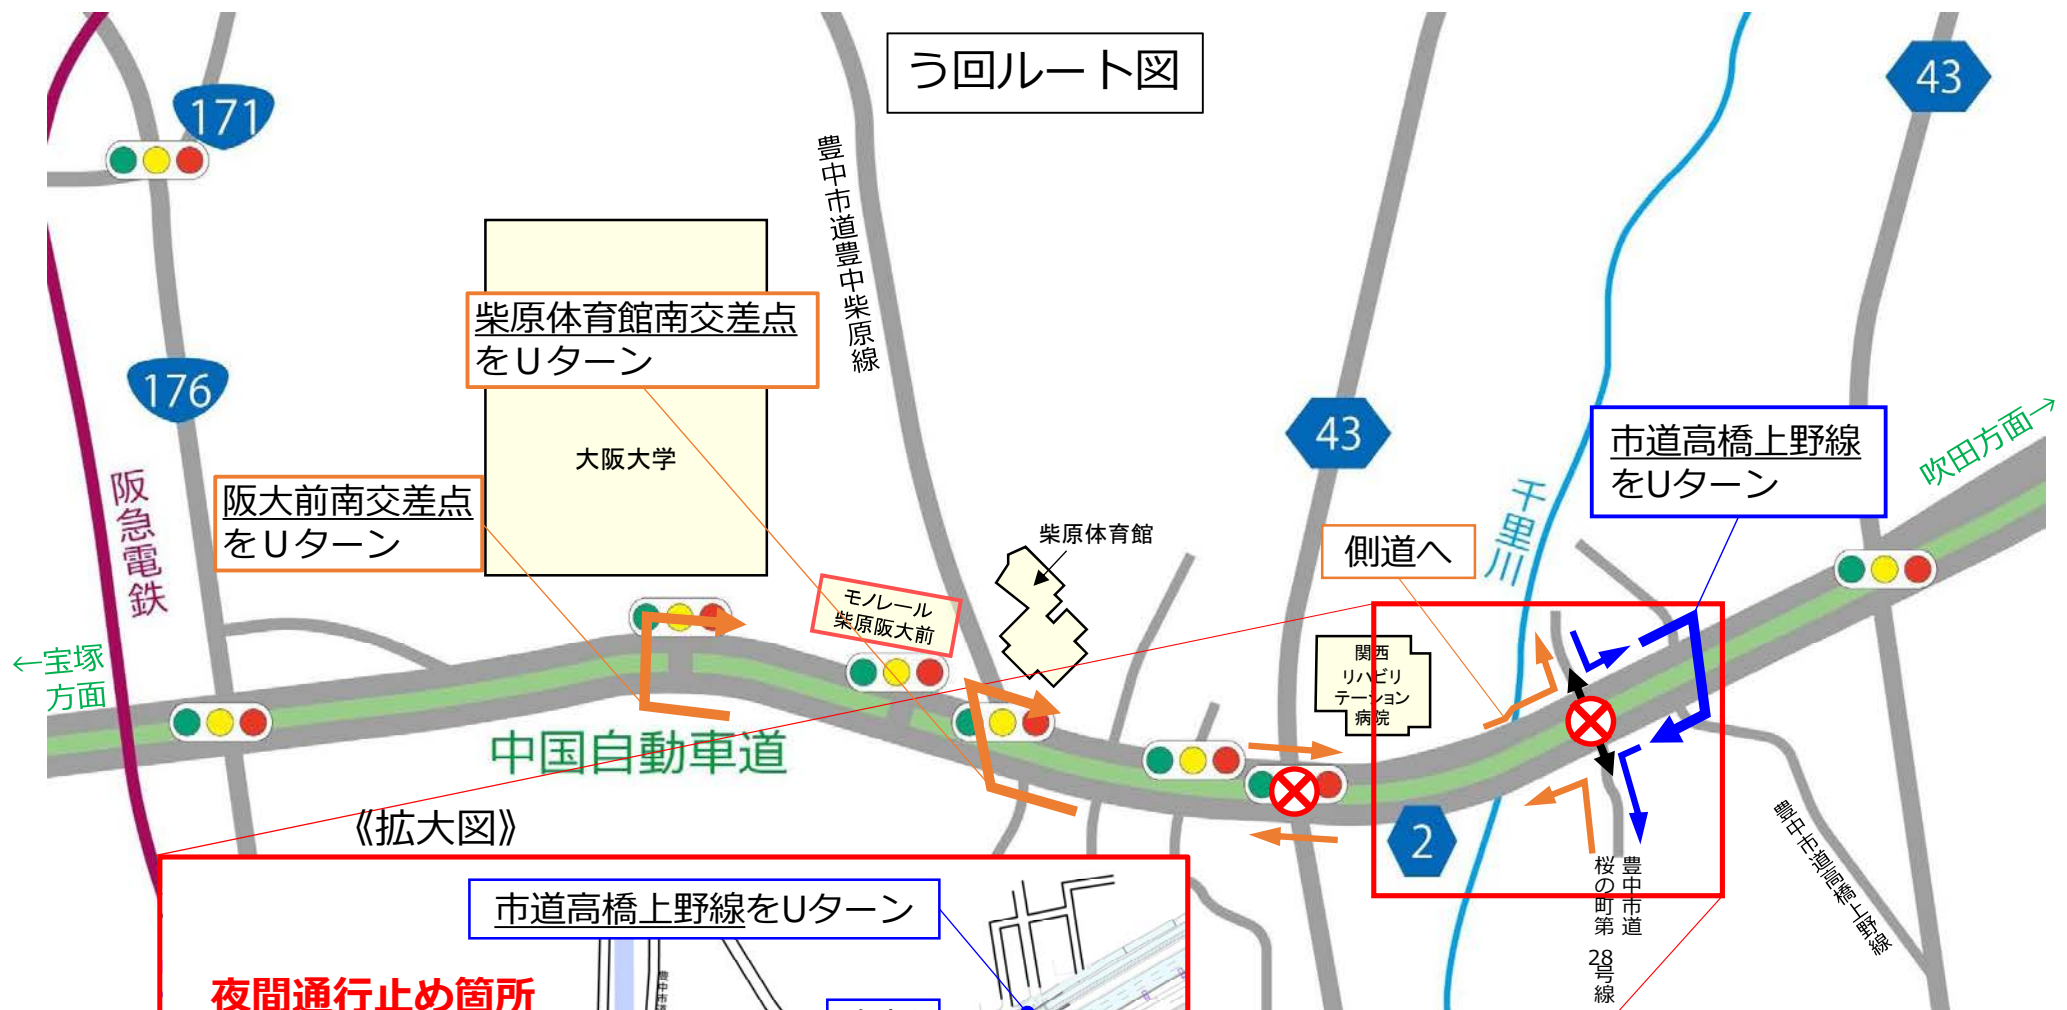 う回ルート図
171
43
豊中市道豊中柴原線
柴原体育館南交差点
をUターン
176
43
大阪大学
市道高橋上野線
をUターン
吹田方面→
阪急電鉄
阪大前南交差点
をUターン
千里川
柴原体育館
側道へ
モノレール
柴原阪大前
←宝塚
方面
関西
リハビリ
テーション
病院
中国自動車道
2
《拡大図》
豊中市道
桜の町第28号線
豊中市道高橋上野線
市道高橋上野線をUターン
夜間通行止め箇所